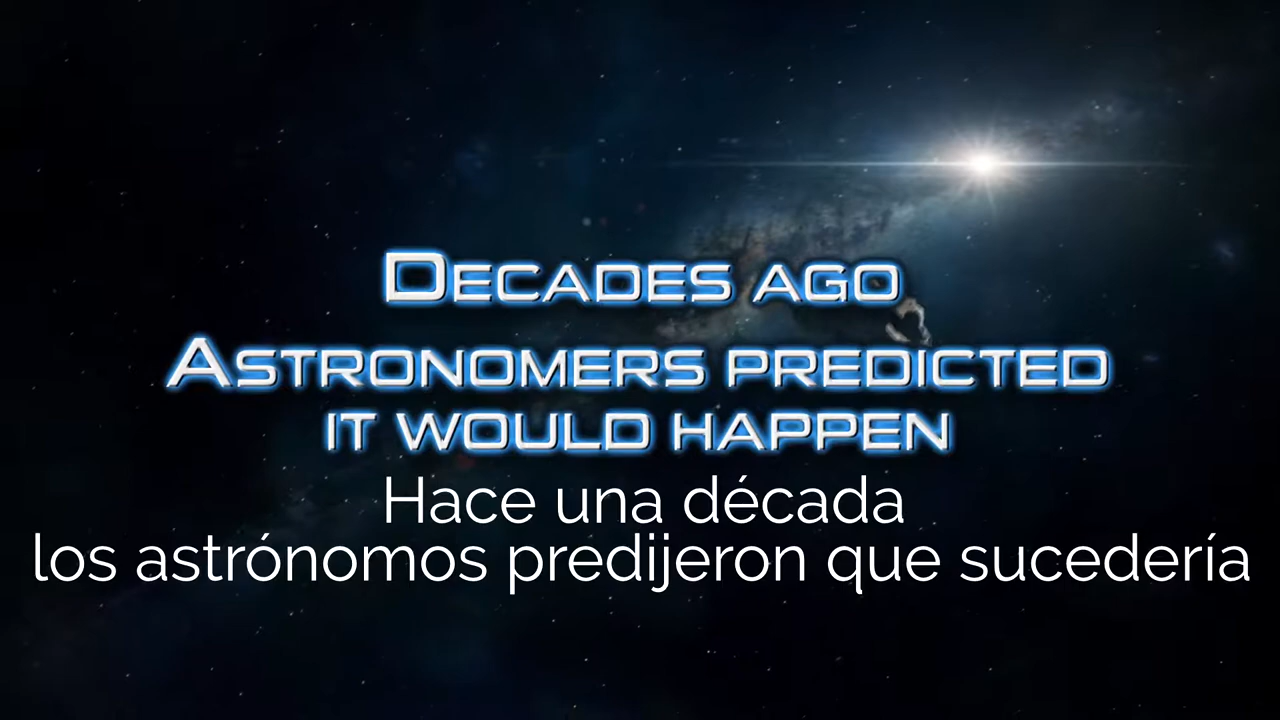 DECADES AGO
ASTRONOMERS PREDICTED
IT WOULD HAPPEN
Hace una década
los astrónomos predijeron que sucedería